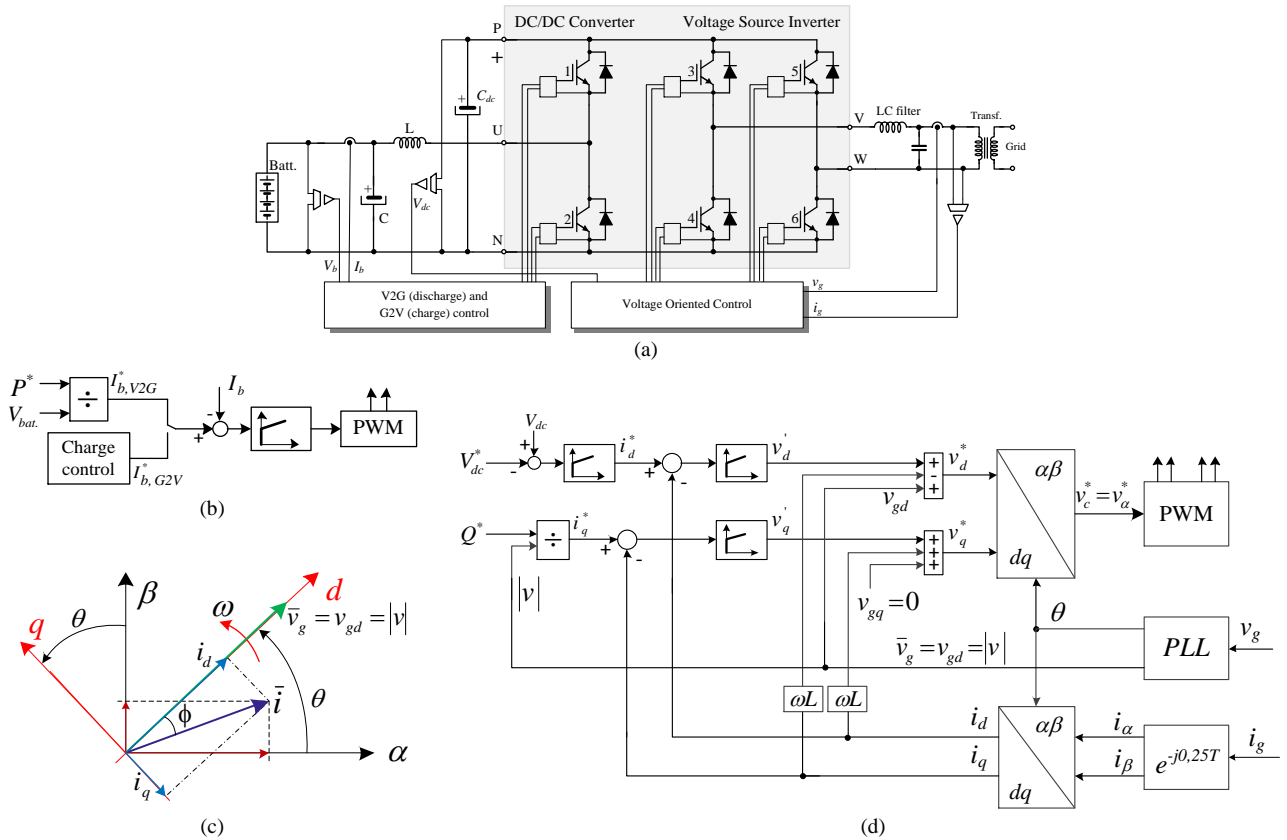 DC/DC Converter Voltage Source Inverter
P
+
1
3
5
+ C_dc
V
LC filter
Transf.
L
U
W
Grid
Batt.
+
C
V_dc
2
4
6
N
V_b I_b
V2G (discharge) and
G2V (charge) control
Voltage Oriented Control
v_g
i_g
(a)
P^*
V_bat.
÷
I^*_b,V2G
I_b
-
+
PWM
Charge
control
I^*_b, G2V
(b)
β
q
θ
ω
d
v̄_g = v_gd = |v|
i_d
ī
θ
ϕ
α
i_q
(c)
V_dc
+
V^*_dc
-
i^*_d
+
-
v'_d
v_gd
+
-
+
v^*_d
αβ
dq
v^*_c = v^*_α
PWM
Q^*
÷
i^*_q
+
-
v'_q
+
+
+
v^*_q
|v|
v_gq = 0
θ
v̄_g = v_gd = |v|
PLL
v_g
ωL
ωL
i_d
i_q
αβ
dq
i_α
i_β
e^-j0,25T
i_g
(d)